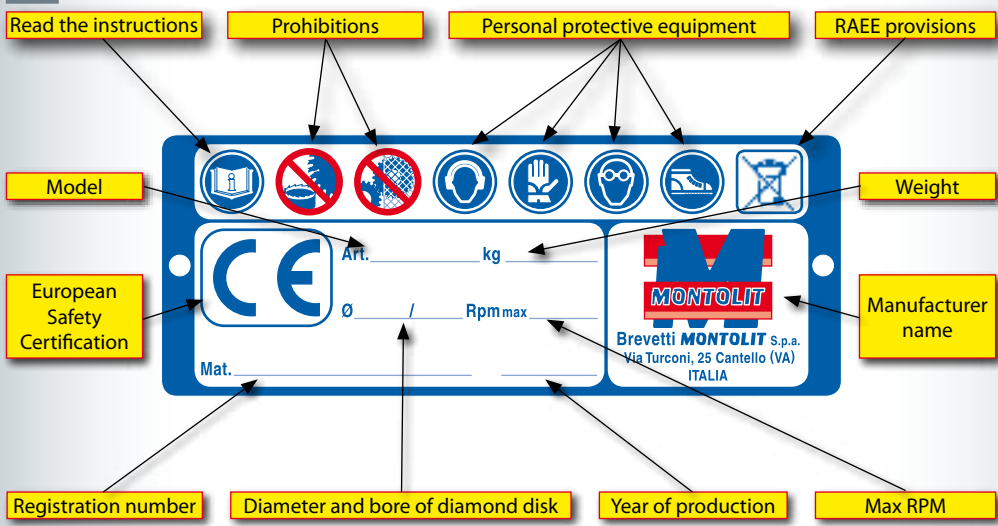 Read the instructions
Prohibitions
Personal protective equipment
RAEE provisions
Model
Weight
Art.
kg
European
Safety
Certification
CE
Ø / Rpm max
MONTOLIT
Manufacturer
name
Brevetti MONTOLIT S.p.a.
Via Turconi, 25 Cantello (VA)
ITALIA
Mat.
Registration number
Diameter and bore of diamond disk
Year of production
Max RPM